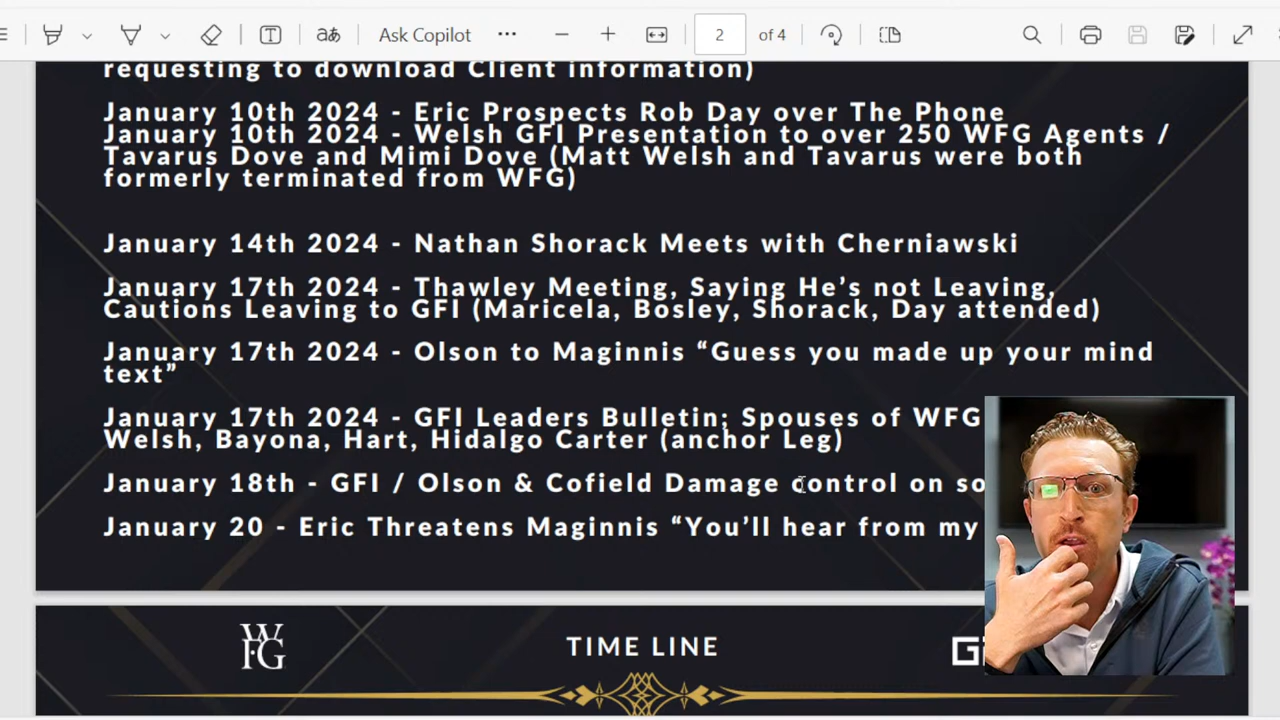 Ask Copilot
2
of 4
requesting to download Client information)
January 10th 2024 - Eric Prospects Rob Day over The Phone
January 10th 2024 - Welsh GFI Presentation to over 250 WFG Agents /
Tavarus Dove and Mimi Dove (Matt Welsh and Tavarus were both
formerly terminated from WFG)
January 14th 2024 - Nathan Shorack Meets with Cherniawski
January 17th 2024 - Thawley Meeting, Saying He's not Leaving,
Cautions Leaving to GFI (Maricela, Bosley, Shorack, Day attended)
January 17th 2024 - Olson to Maginnis “Guess you made up your mind
text”
January 17th 2024 - GFI Leaders Bulletin; Spouses of WFG
Welsh, Bayona, Hart, Hidalgo Carter (anchor Leg)
January 18th - GFI / Olson & Cofield Damage control on so
January 20 - Eric Threatens Maginnis “You'll hear from my
WFG
TIME LINE
G